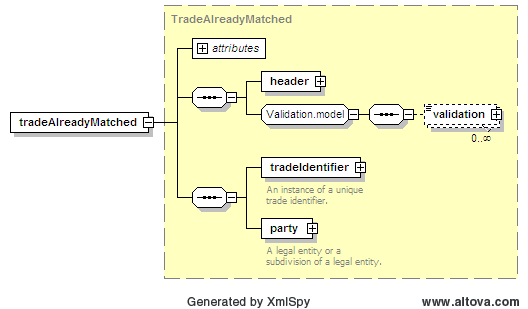 TradeAlreadyMatched
attributes
header
tradeAlreadyMatched
Validation.model
validation
0..∞
tradeIdentifier
An instance of a unique
trade identifier.
party
A legal entity or a
subdivision of a legal entity.
Generated by XmlSpy
www.altova.com